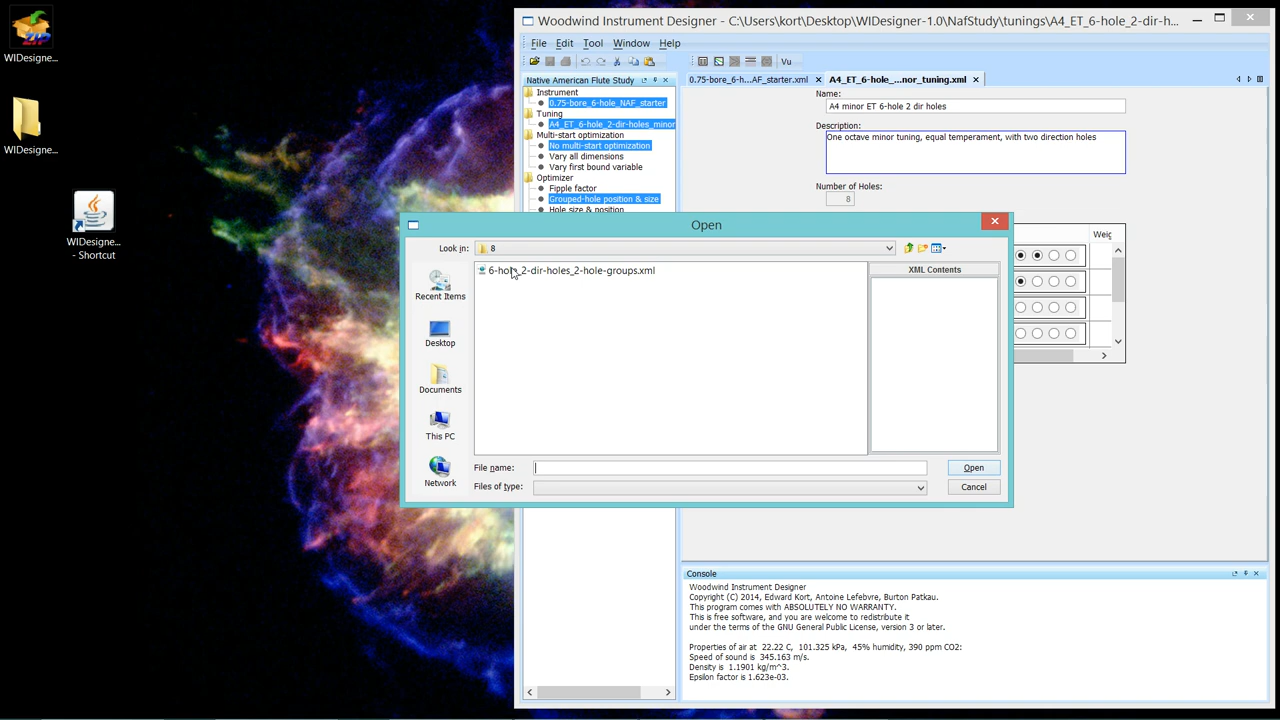 WIDesigne...
WIDesigne...
WIDesigne...
- Shortcut
Woodwind Instrument Designer - C:\Users\kort\Desktop\WIDesigner-1.0\NafStudy\tunings\A4_ET_6-hole_2-dir-h...
File Edit Tool Window Help
Vu
Native American Flute Study
Instrument
0.75-bore_6-hole_NAF_starter
Tuning
A4_ET_6-hole_2-dir-holes_minor
Multi-start optimization
No multi-start optimization
Vary all dimensions
Vary first bound variable
Optimizer
Fipple factor
Grouped-hole position & size
Hole size & position
0.75-bore_6-h...AF_starter.xml
A4_ET_6-hole_...nor_tuning.xml
Name:
A4 minor ET 6-hole 2 dir holes
Description:
One octave minor tuning, equal temperament, with two direction holes
Number of Holes:
8
Weig
Open
Look in: 8
6-hole_2-dir-holes_2-hole-groups.xml
XML Contents
Recent Items
Desktop
Documents
This PC
Network
File name: Open
Files of type: Cancel
Console
Woodwind Instrument Designer
Copyright (C) 2014, Edward Kort, Antoine Lefebvre, Burton Patkau.
This program comes with ABSOLUTELY NO WARRANTY.
This is free software, and you are welcome to redistribute it
under the terms of the GNU General Public License, version 3 or later.
Properties of air at 22.22 C, 101.325 kPa, 45% humidity, 390 ppm CO2:
Speed of sound is 345.163 m/s.
Density is 1.1901 kg/m^3.
Epsilon factor is 1.623e-03.